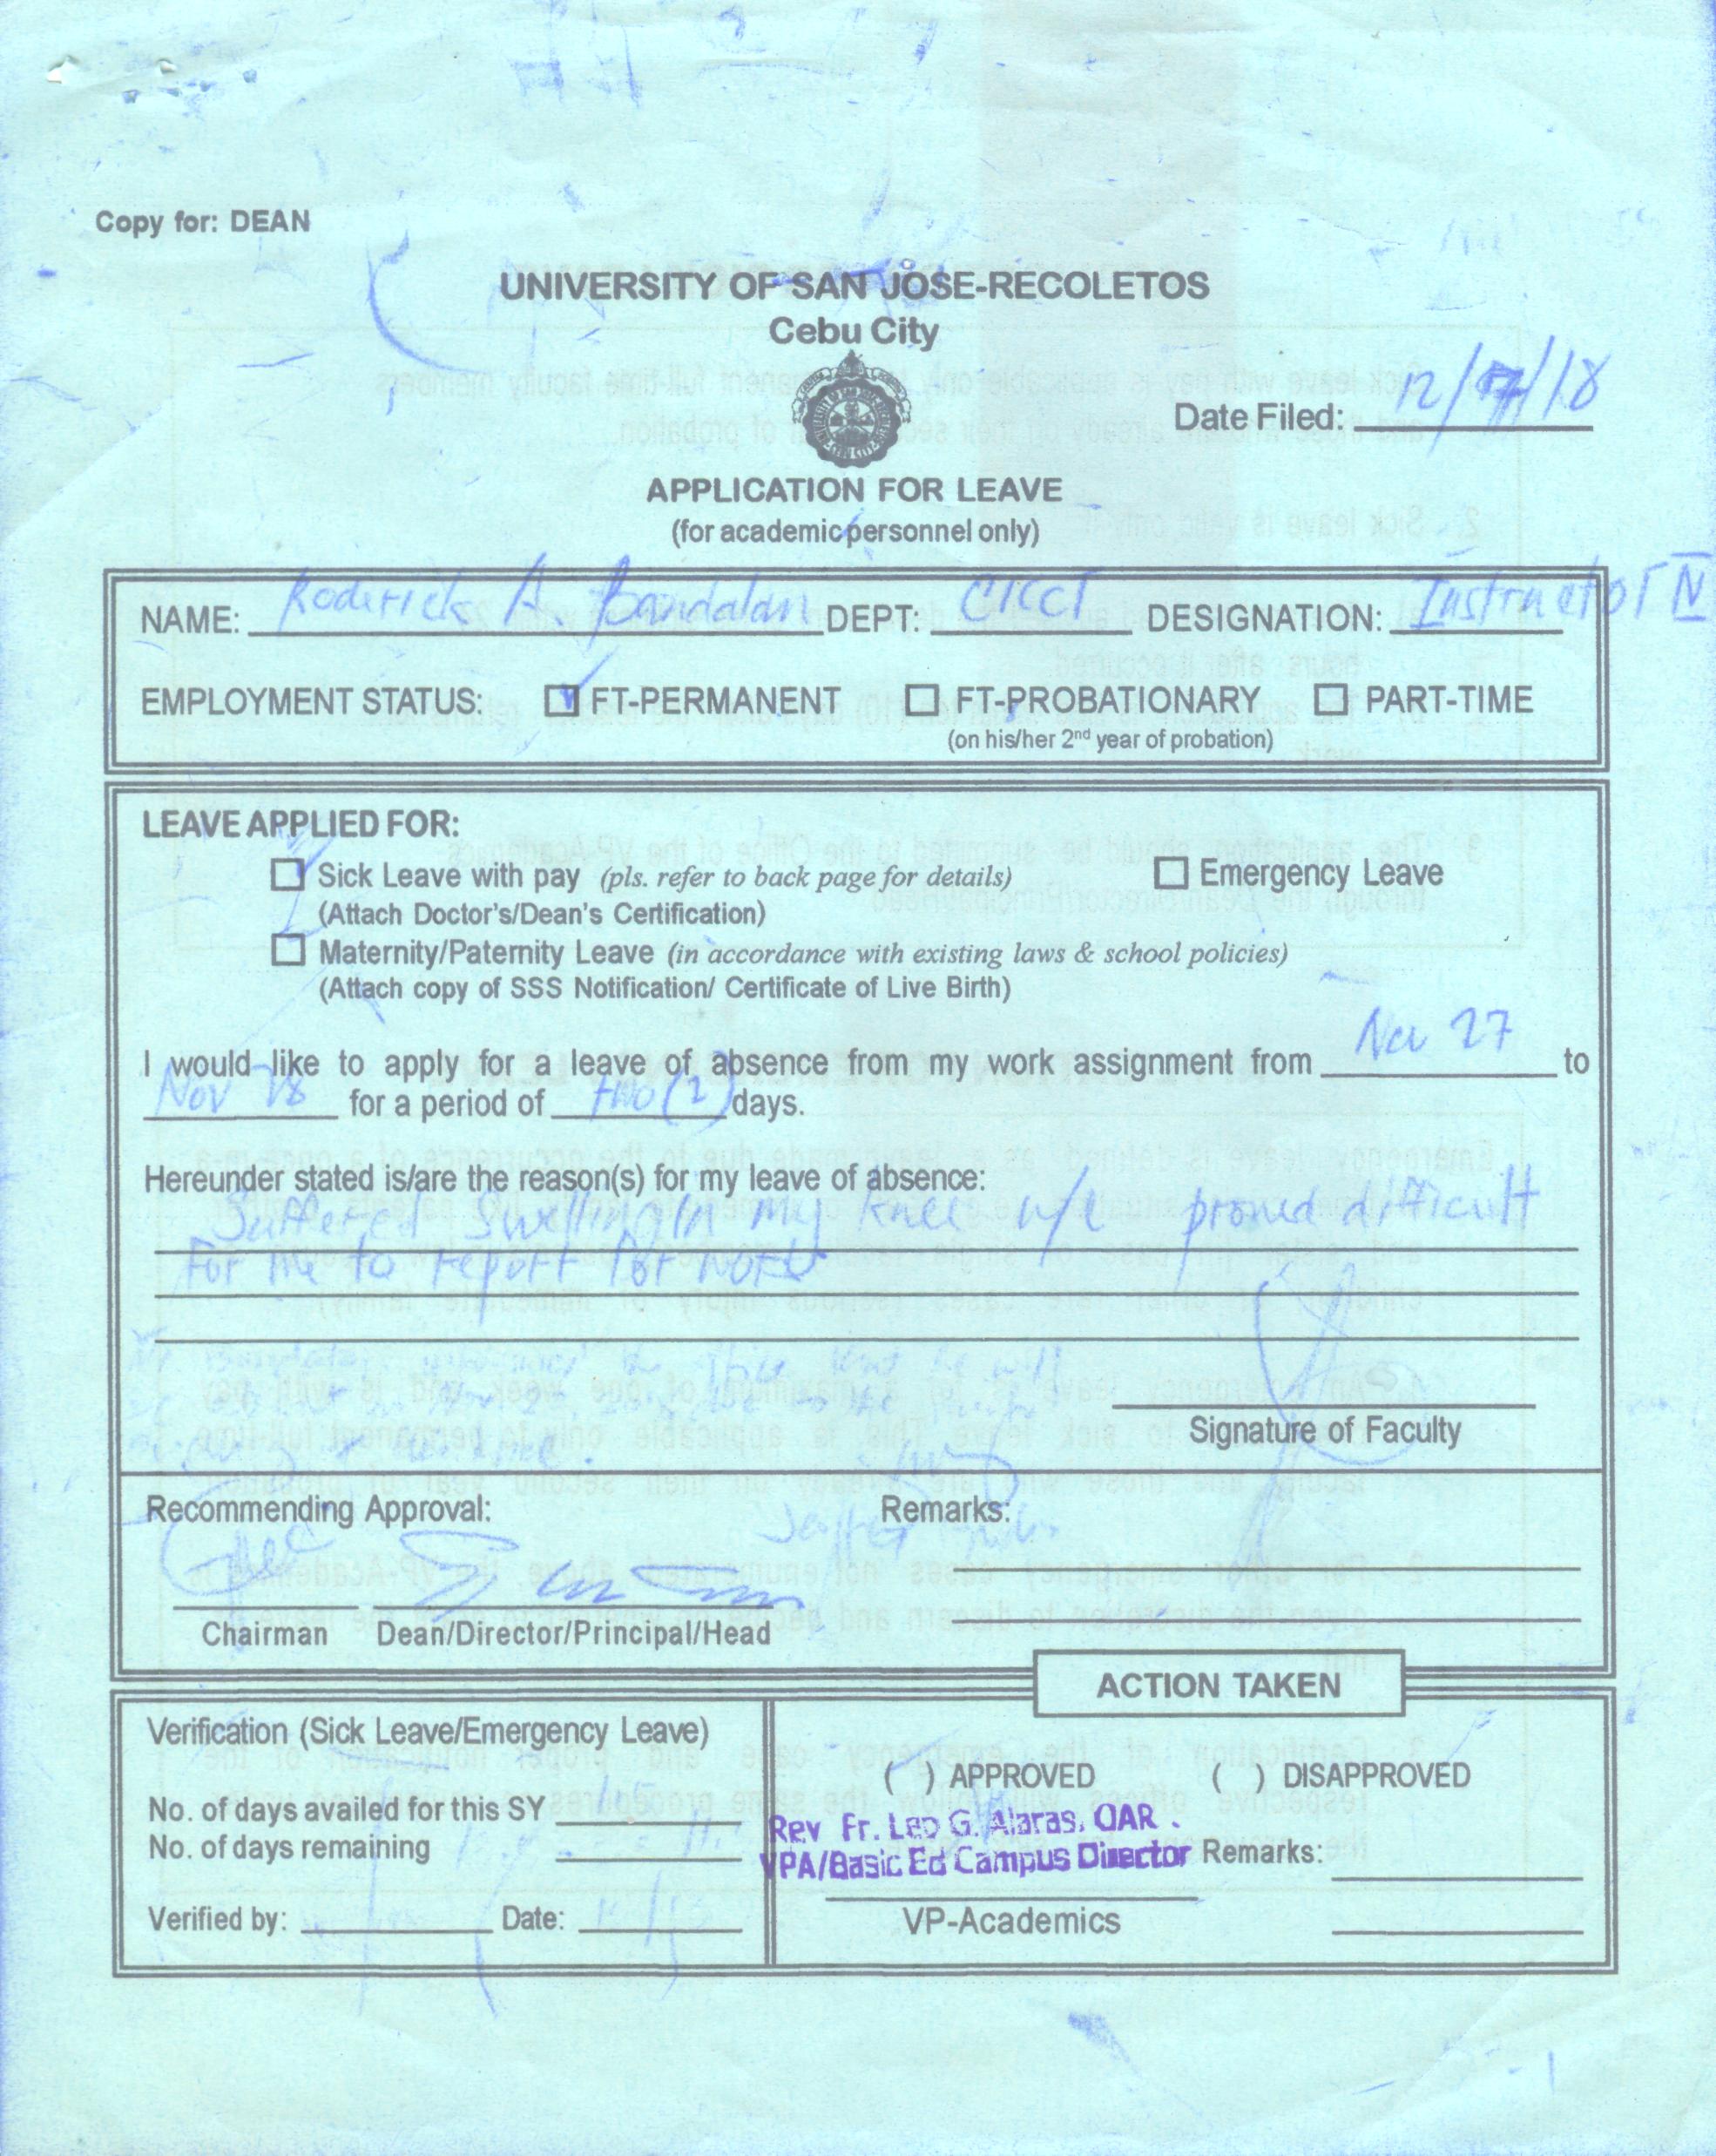 Copy for: DEAN
UNIVERSITY OF SAN JOSE-RECOLETOS
Cebu City
Date Filed: 12/ /18
APPLICATION FOR LEAVE
(for academic personnel only)
NAME: Roderick A. Bandalan DEPT: CICCT DESIGNATION: Instructor IV
EMPLOYMENT STATUS: FT-PERMANENT FT-PROBATIONARY PART-TIME
(on his/her 2nd year of probation)
LEAVE APPLIED FOR:
Sick Leave with pay (pls. refer to back page for details) Emergency Leave
(Attach Doctor's/Dean's Certification)
Maternity/Paternity Leave (in accordance with existing laws & school policies)
(Attach copy of SSS Notification/ Certificate of Live Birth)
I would like to apply for a leave of absence from my work assignment from Nov 27 to
Nov 28 for a period of two (2) days.
Hereunder stated is/are the reason(s) for my leave of absence:
Suffered Swelling in my knee w/c proved difficult
for me to report for work
Signature of Faculty
Recommending Approval: Remarks:
Chairman Dean/Director/Principal/Head
ACTION TAKEN
Verification (Sick Leave/Emergency Leave)
( ) APPROVED ( ) DISAPPROVED
No. of days availed for this SY
Rev Fr. Leo G. Alaras, OAR.
No. of days remaining
VPA/Basic Ed Campus Director Remarks:
Verified by: Date:
VP-Academics